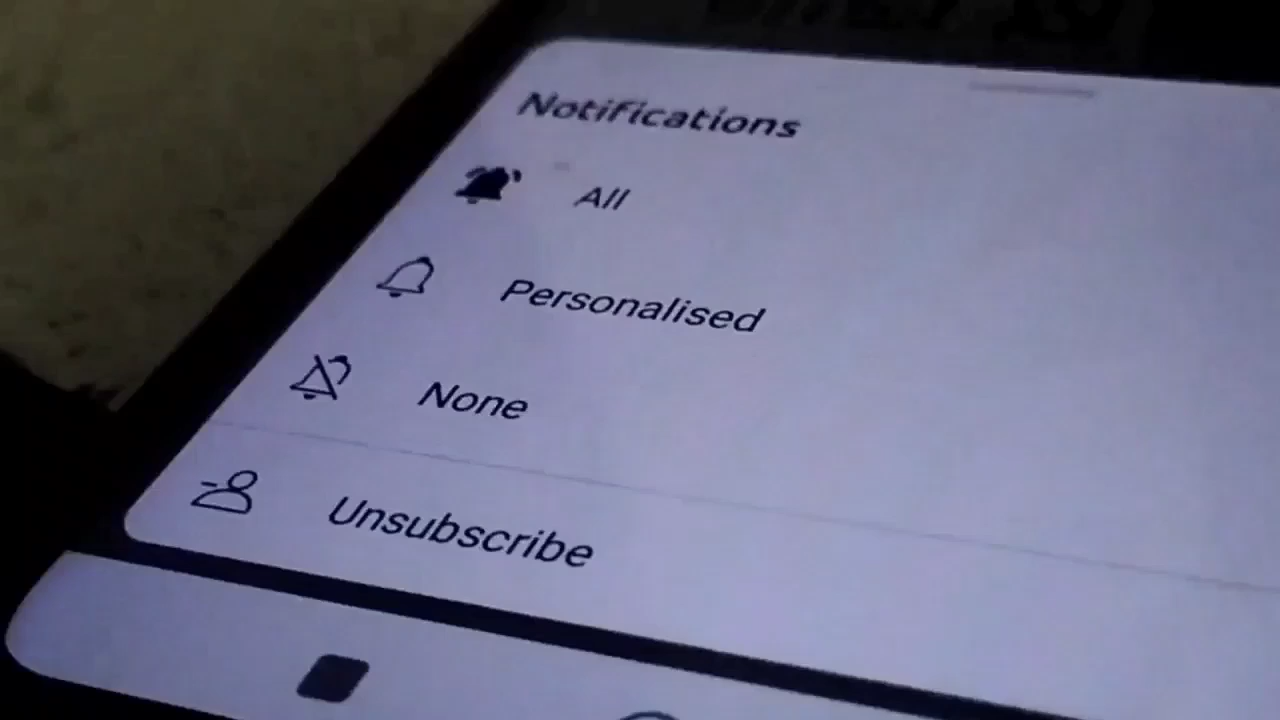 Notifications
All
Personalised
None
Unsubscribe